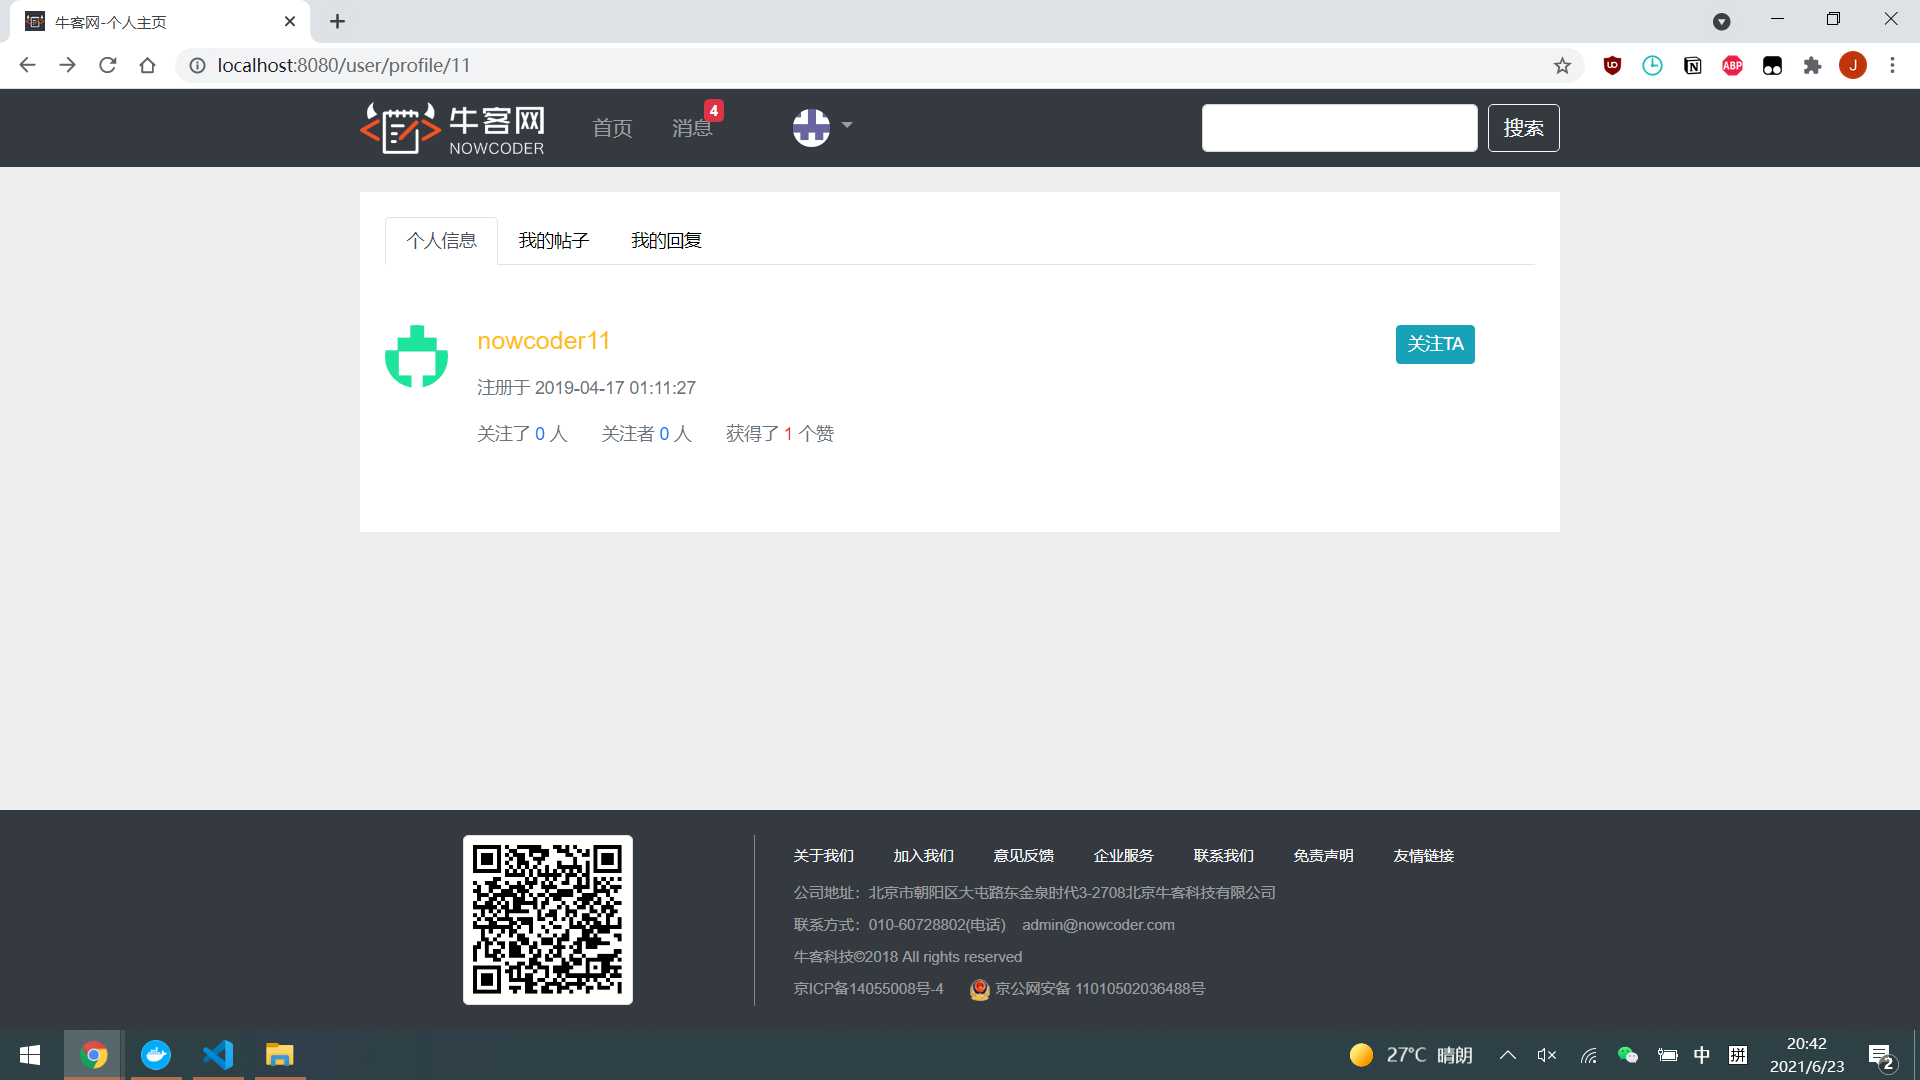 牛客网-个人主页
localhost:8080/user/profile/11
J
牛客网
NOWCODER
首页
消息
4
搜索
个人信息
我的帖子
我的回复
nowcoder11
关注TA
注册于 2019-04-17 01:11:27
关注了 0 人
关注者 0 人
获得了 1 个赞
关于我们
加入我们
意见反馈
企业服务
联系我们
免责声明
友情链接
公司地址：北京市朝阳区大屯路东金泉时代3-2708北京牛客科技有限公司
联系方式：010-60728802(电话) admin@nowcoder.com
牛客科技©2018 All rights reserved
京ICP备14055008号-4
京公网安备 11010502036488号
27°C 晴朗
中
拼
20:42
2021/6/23
2
ABP